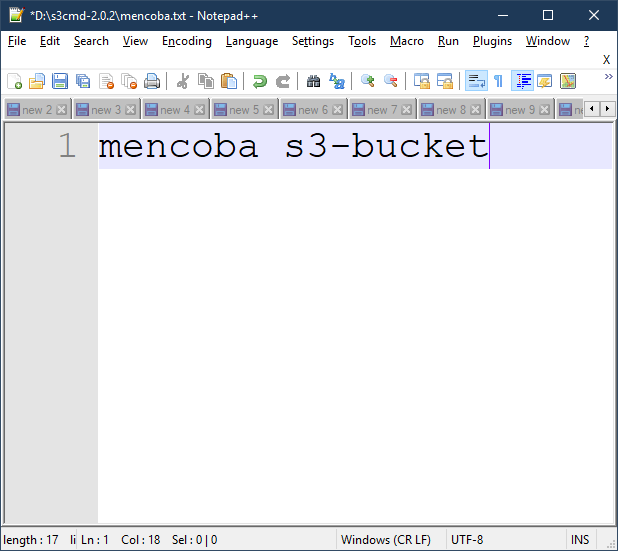 *D:\s3cmd-2.0.2\mencoba.txt - Notepad++
File Edit Search View Encoding Language Settings Tools Macro Run Plugins Window ?
X
new 2 new 3 new 4 new 5 new 6 new 7 new 8 new 9 ne
1 mencoba s3-bucket
length : 17 li Ln : 1 Col : 18 Sel : 0 | 0 Windows (CR LF) UTF-8 INS